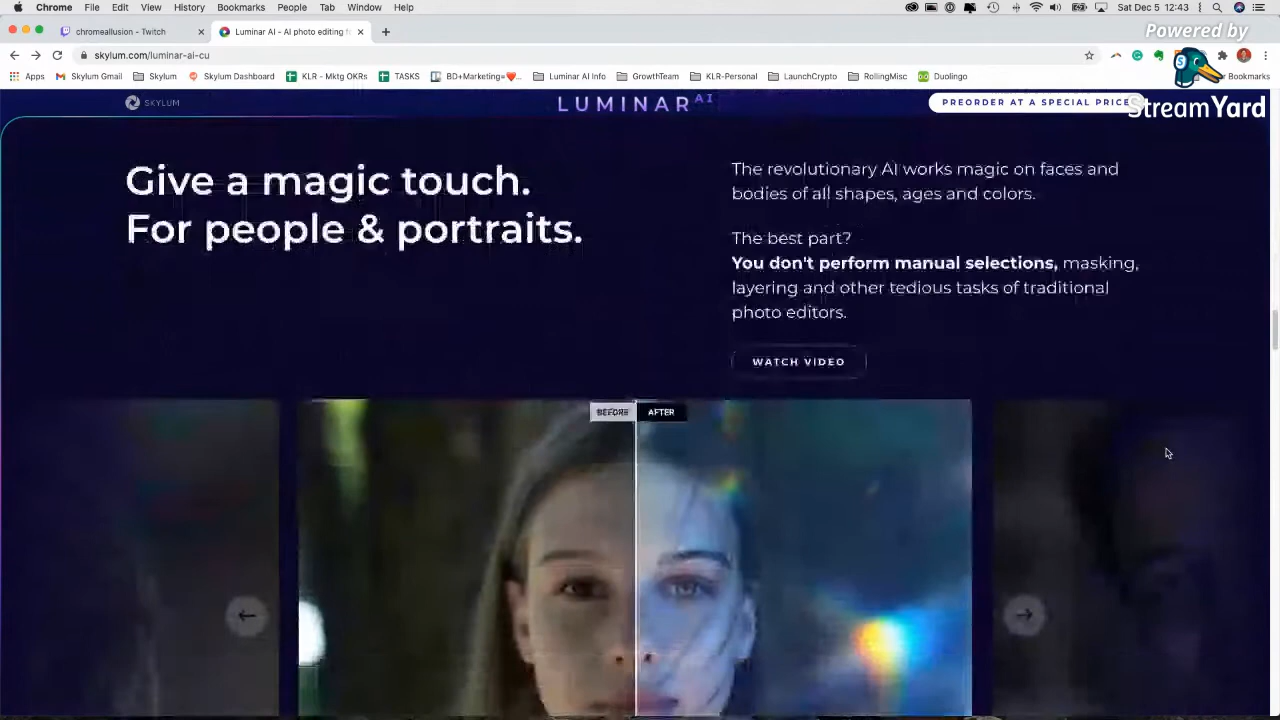 Chrome File Edit View History Bookmarks People Tab Window Help
Sat Dec 5 12:43
Powered by
chromeallusion - Twitch
Luminar AI - AI photo editing f
skylum.com/luminar-ai-cu
Apps Skylum Gmail Skylum Skylum Dashboard KLR - Mktg OKRs TASKS BD+Marketing=❤️... Luminar AI Info GrowthTeam KLR-Personal LaunchCrypto RollingMisc Duolingo
Bookmarks
StreamYard
SKYLUM
LUMINAR AI
PREORDER AT A SPECIAL PRICE
Give a magic touch.
For people & portraits.
The revolutionary AI works magic on faces and
bodies of all shapes, ages and colors.
The best part?
You don't perform manual selections, masking,
layering and other tedious tasks of traditional
photo editors.
WATCH VIDEO
BEFORE AFTER